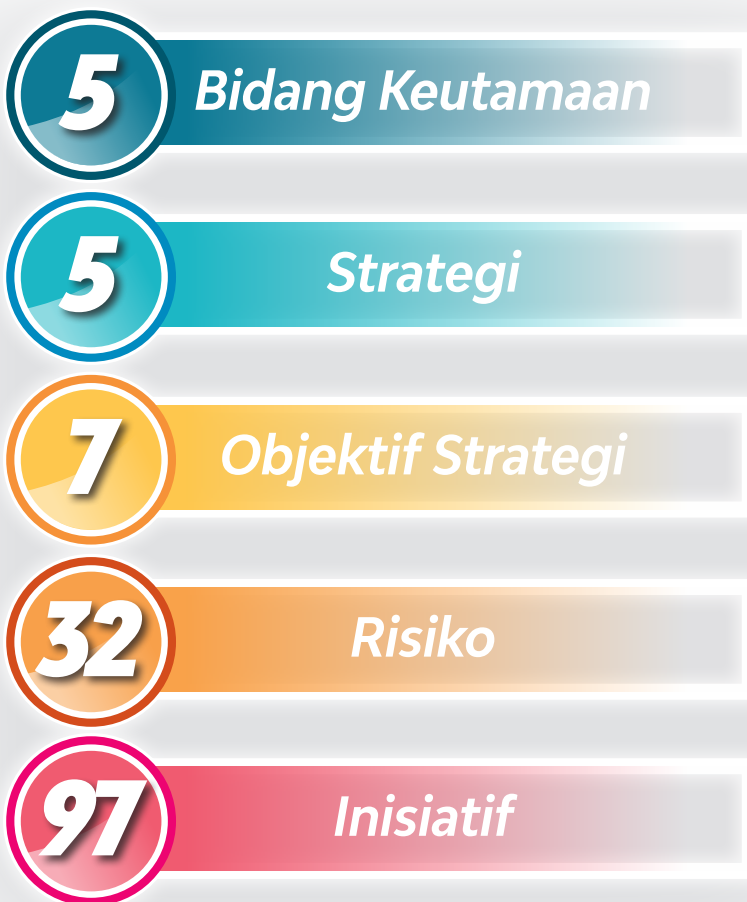 5 Bidang Keutamaan
5 Strategi
7 Objektif Strategi
32 Risiko
97 Inisiatif